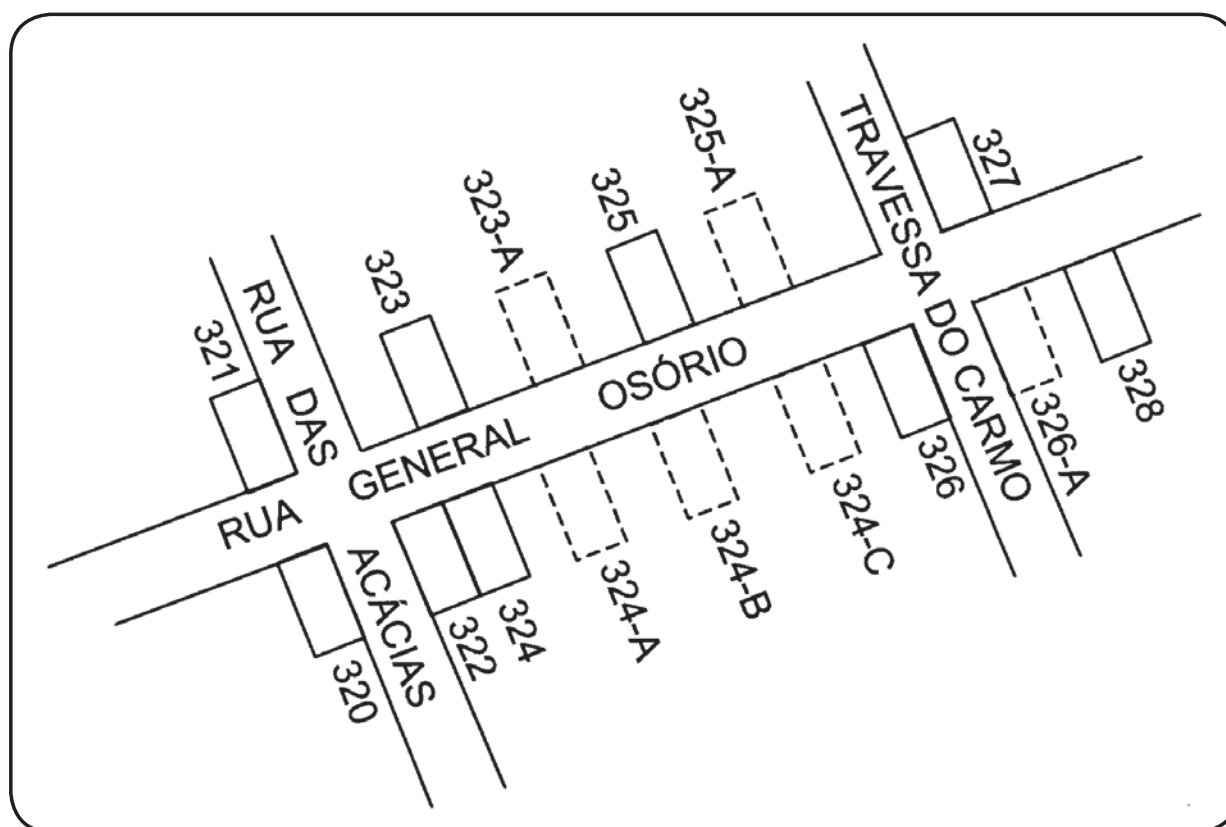 RUA DAS ACÁCIAS
RUA GENERAL OSÓRIO
TRAVESSA DO CARMO
321
323
323-A
325
325-A
327
320
322
324
324-A
324-B
324-C
326
326-A
328